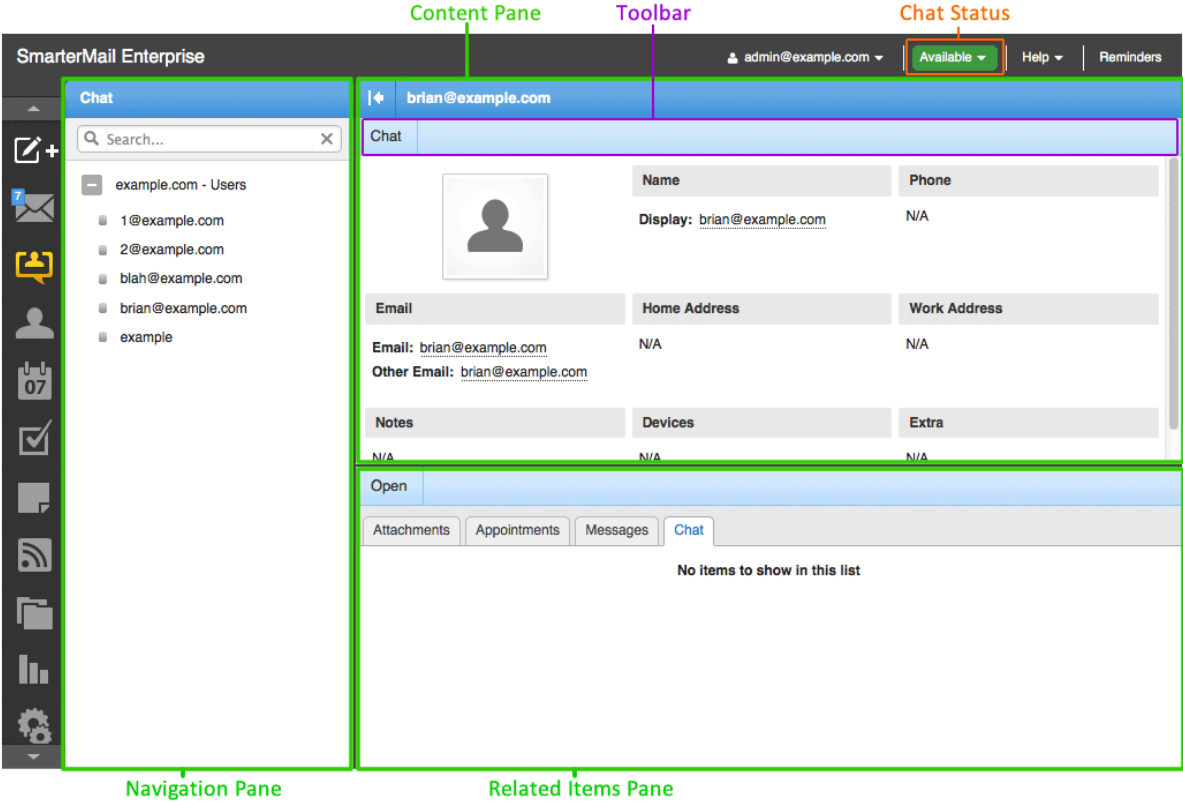 Content Pane Toolbar Chat Status
SmarterMail Enterprise admin@example.com Available Help Reminders
Chat brian@example.com
Search...
Chat
example.com - Users
1@example.com
2@example.com
blah@example.com
brian@example.com
example
7
07
Name Phone
Display: brian@example.com N/A
Email Home Address Work Address
Email: brian@example.com N/A N/A
Other Email: brian@example.com
Notes Devices Extra
N/A N/A N/A
Open
Attachments Appointments Messages Chat
No items to show in this list
Navigation Pane Related Items Pane